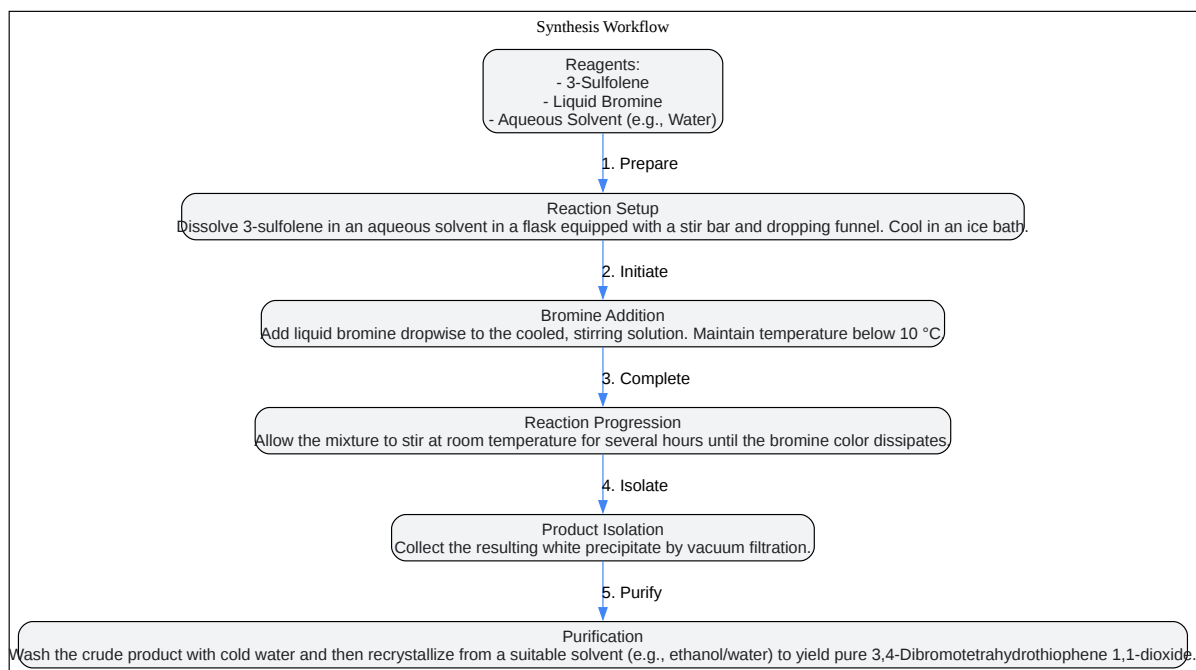 Synthesis Workflow
Reagents:
- 3-Sulfolene
- Liquid Bromine
- Aqueous Solvent (e.g., Water)
1. Prepare
Reaction Setup
Dissolve 3-sulfolene in an aqueous solvent in a flask equipped with a stir bar and dropping funnel. Cool in an ice bath.
2. Initiate
Bromine Addition
Add liquid bromine dropwise to the cooled, stirring solution. Maintain temperature below 10 °C.
3. Complete
Reaction Progression
Allow the mixture to stir at room temperature for several hours until the bromine color dissipates.
4. Isolate
Product Isolation
Collect the resulting white precipitate by vacuum filtration.
5. Purify
Purification
Wash the crude product with cold water and then recrystallize from a suitable solvent (e.g., ethanol/water) to yield pure 3,4-Dibromotetrahydrothiophene 1,1-dioxide.